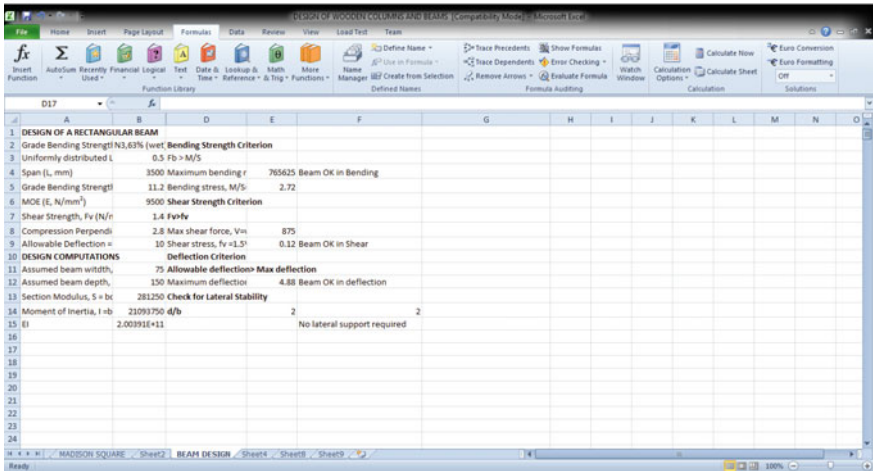 DESIGN OF WOODEN COLUMNS AND BEAMS [Compatibility Mode] - Microsoft Excel
File Home Insert Page Layout Formulas Data Review View Load Test Team
fx Σ Define Name Trace Precedents Show Formulas Calculate Now Euro Conversion
Use in Formula Trace Dependents Error Checking Euro Formatting
Insert Function AutoSum Recently Used Financial Logical Text Date & Time Lookup & Reference Math & Trig More Functions Name Manager Create from Selection Remove Arrows Evaluate Formula Watch Window Calculation Options Calculate Sheet Off
Function Library Defined Names Formula Auditing Calculation Solutions
D17 fx
A B C D E F G H I J K L M N O
1 DESIGN OF A RECTANGULAR BEAM
2 Grade Bending Strengtl N3,63% (wet Bending Strength Criterion
3 Uniformly distributed L 0.5 Fb > M/S
4 Span (L, mm) 3500 Maximum bending r 765625 Beam OK in Bending
5 Grade Bending Strengtl 11.2 Bending stress, M/S 2.72
6 MOE (E, N/mm²) 9500 Shear Strength Criterion
7 Shear Strength, Fv (N/n 1.4 Fv>fv
8 Compression Perpendi 2.8 Max shear force, V= 875
9 Allowable Deflection = 10 Shear stress, fv =1.5 0.12 Beam OK in Shear
10 DESIGN COMPUTATIONS Deflection Criterion
11 Assumed beam witdth, 75 Allowable deflection> Max deflection
12 Assumed beam depth, 150 Maximum deflection 4.88 Beam OK in deflection
13 Section Modulus, S = bd 281250 Check for Lateral Stability
14 Moment of Inertia, I =b 21093750 d/b 2 2
15 EI 2.00391E+11 No lateral support required
16
17
18
19
20
21
22
23
24
MADISON SQUARE Sheet2 BEAM DESIGN Sheet4 Sheet8 Sheet9
Ready 100%